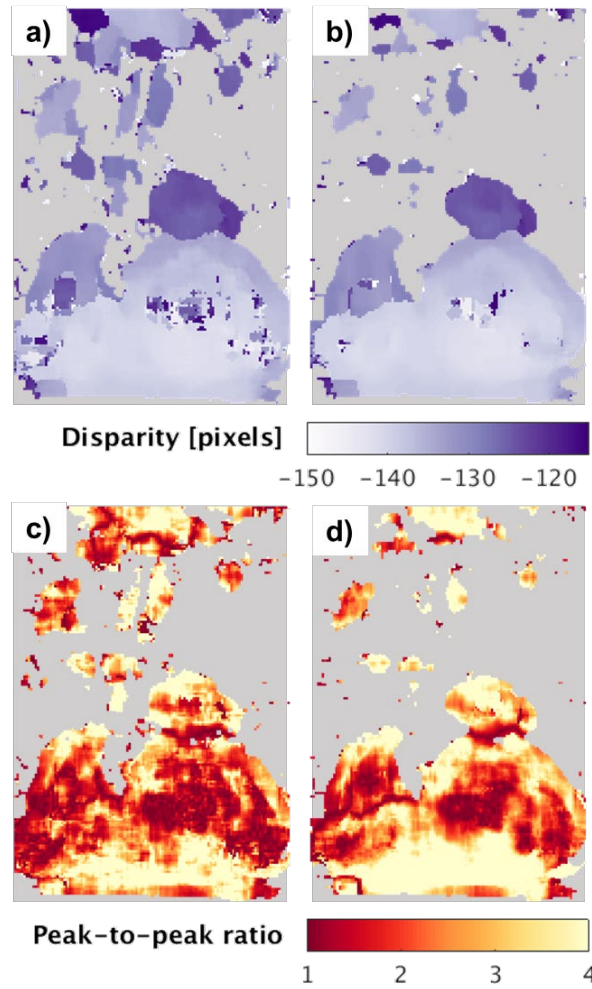 a) b)
Disparity [pixels]
−150 −140 −130 −120
c) d)
Peak−to−peak ratio
1 2 3 4